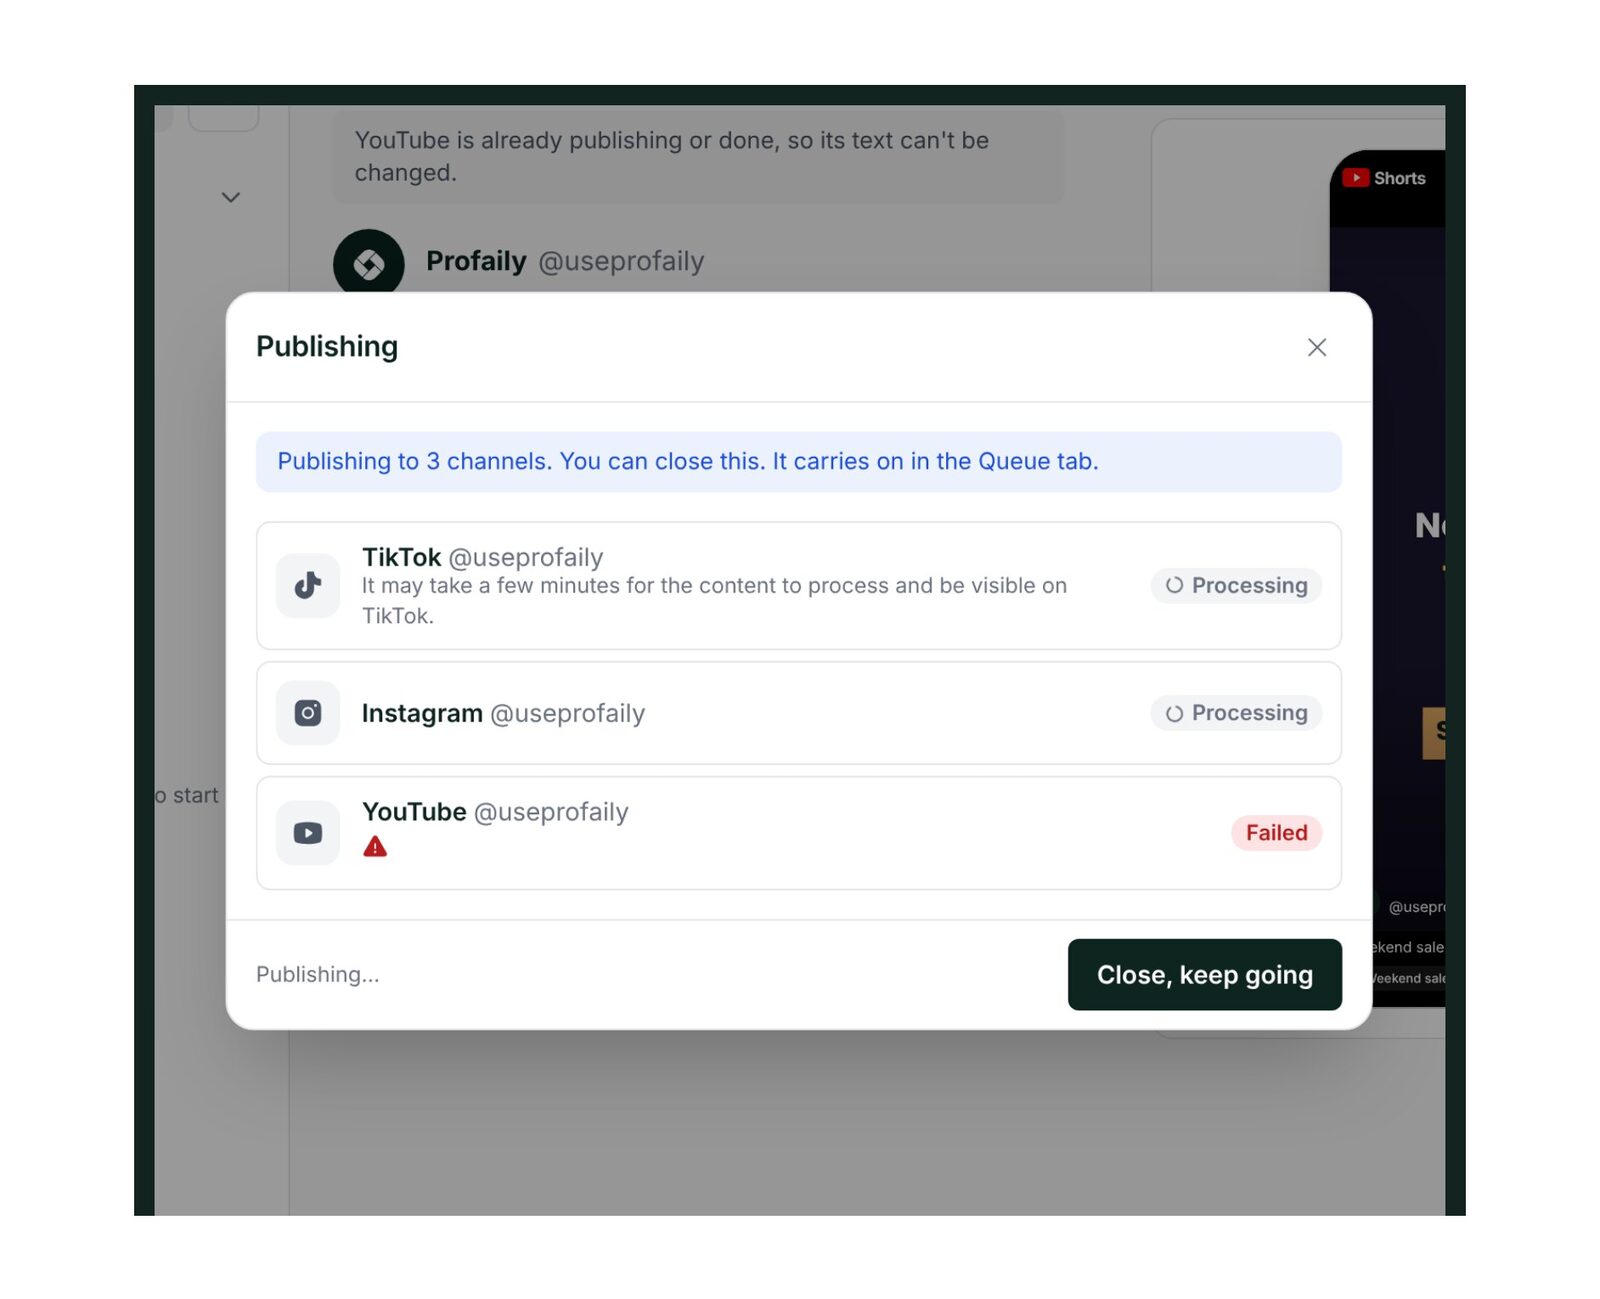 YouTube is already publishing or done, so its text can't be
changed.
Shorts
Profaily @useprofaily
Publishing
Publishing to 3 channels. You can close this. It carries on in the Queue tab.
TikTok @useprofaily
It may take a few minutes for the content to process and be visible on
TikTok.
Processing
Instagram @useprofaily
Processing
YouTube @useprofaily
Failed
o start
sale
sale
Publishing...
Close, keep going